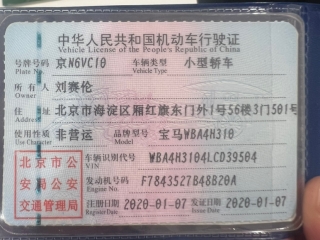 中华人民共和国机动车行驶证
Vehicle License of the People's Republic of China
号牌号码 京N6VC10 车辆类型 小型轿车
Plate No. Vehicle Type
所有人 刘赛伦
Owner
住址 北京市海淀区厢红旗东门外1号56楼3门501号
Address
使用性质 非营运 品牌型号 宝马WBA4H310
Use Character Model
北京市公
安局公安
交通管理局
车辆识别代号 WBA4H3104LCD39504
VIN
发动机号码 F7843527B48B20A
Engine No.
注册日期 2020-01-07 发证日期 2020-01-07
Register Date Issue Date